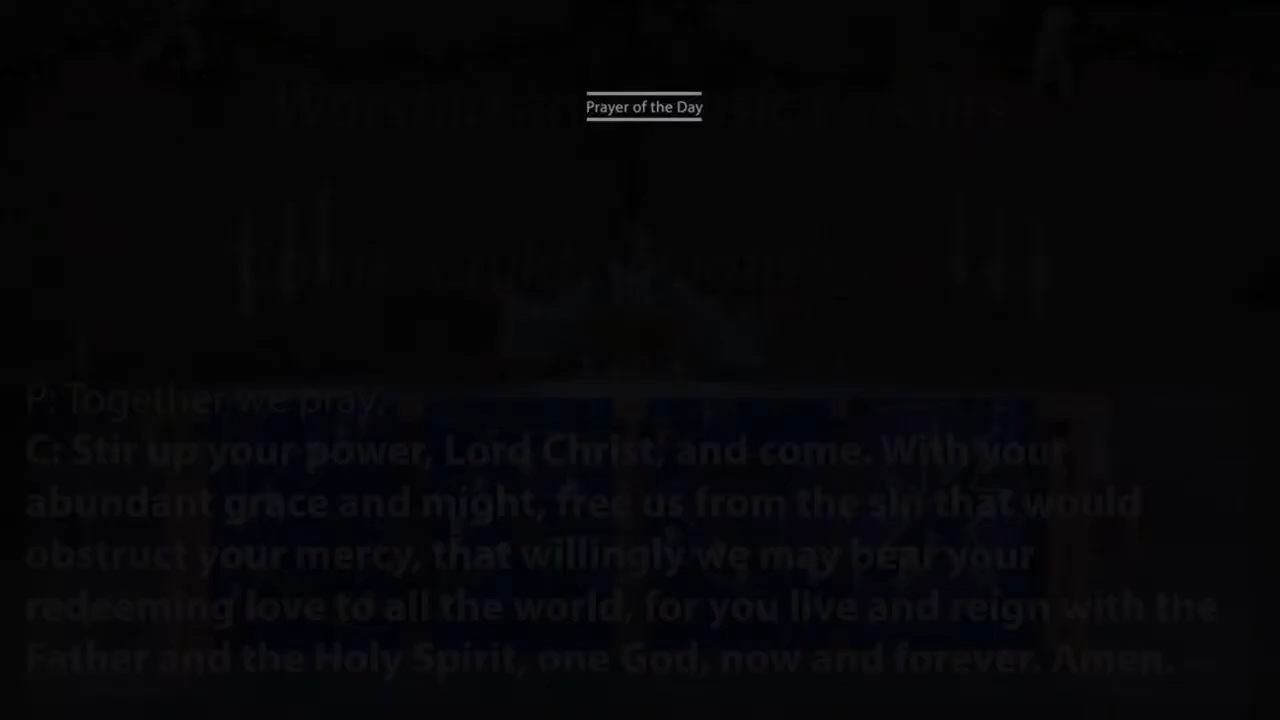 Prayer of the Day
P: Together we pray.
C: Stir up your power, Lord Christ, and come. With your
abundant grace and might, free us from the sin that would
obstruct your mercy, that willingly we may bear your
redeeming love to all the world, for you live and reign with the
Father and the Holy Spirit, one God, now and forever. Amen.